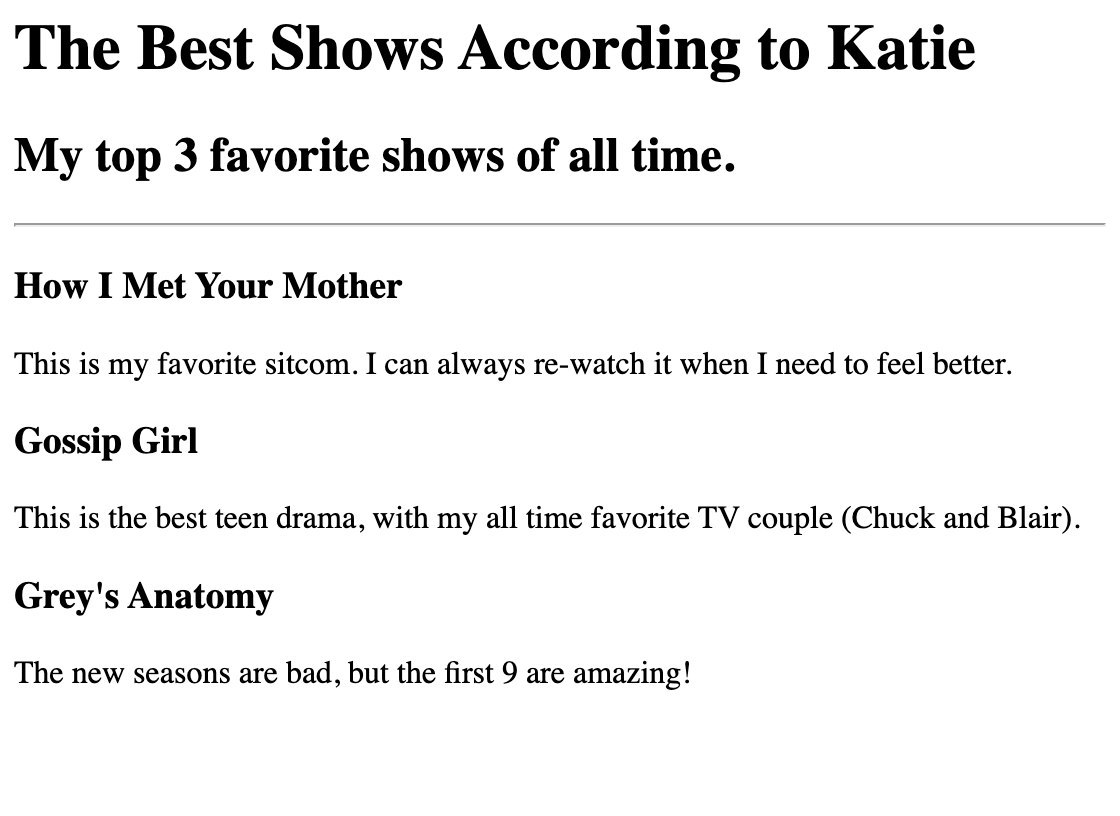 The Best Shows According to Katie
My top 3 favorite shows of all time.
How I Met Your Mother
This is my favorite sitcom. I can always re-watch it when I need to feel better.
Gossip Girl
This is the best teen drama, with my all time favorite TV couple (Chuck and Blair).
Grey's Anatomy
The new seasons are bad, but the first 9 are amazing!